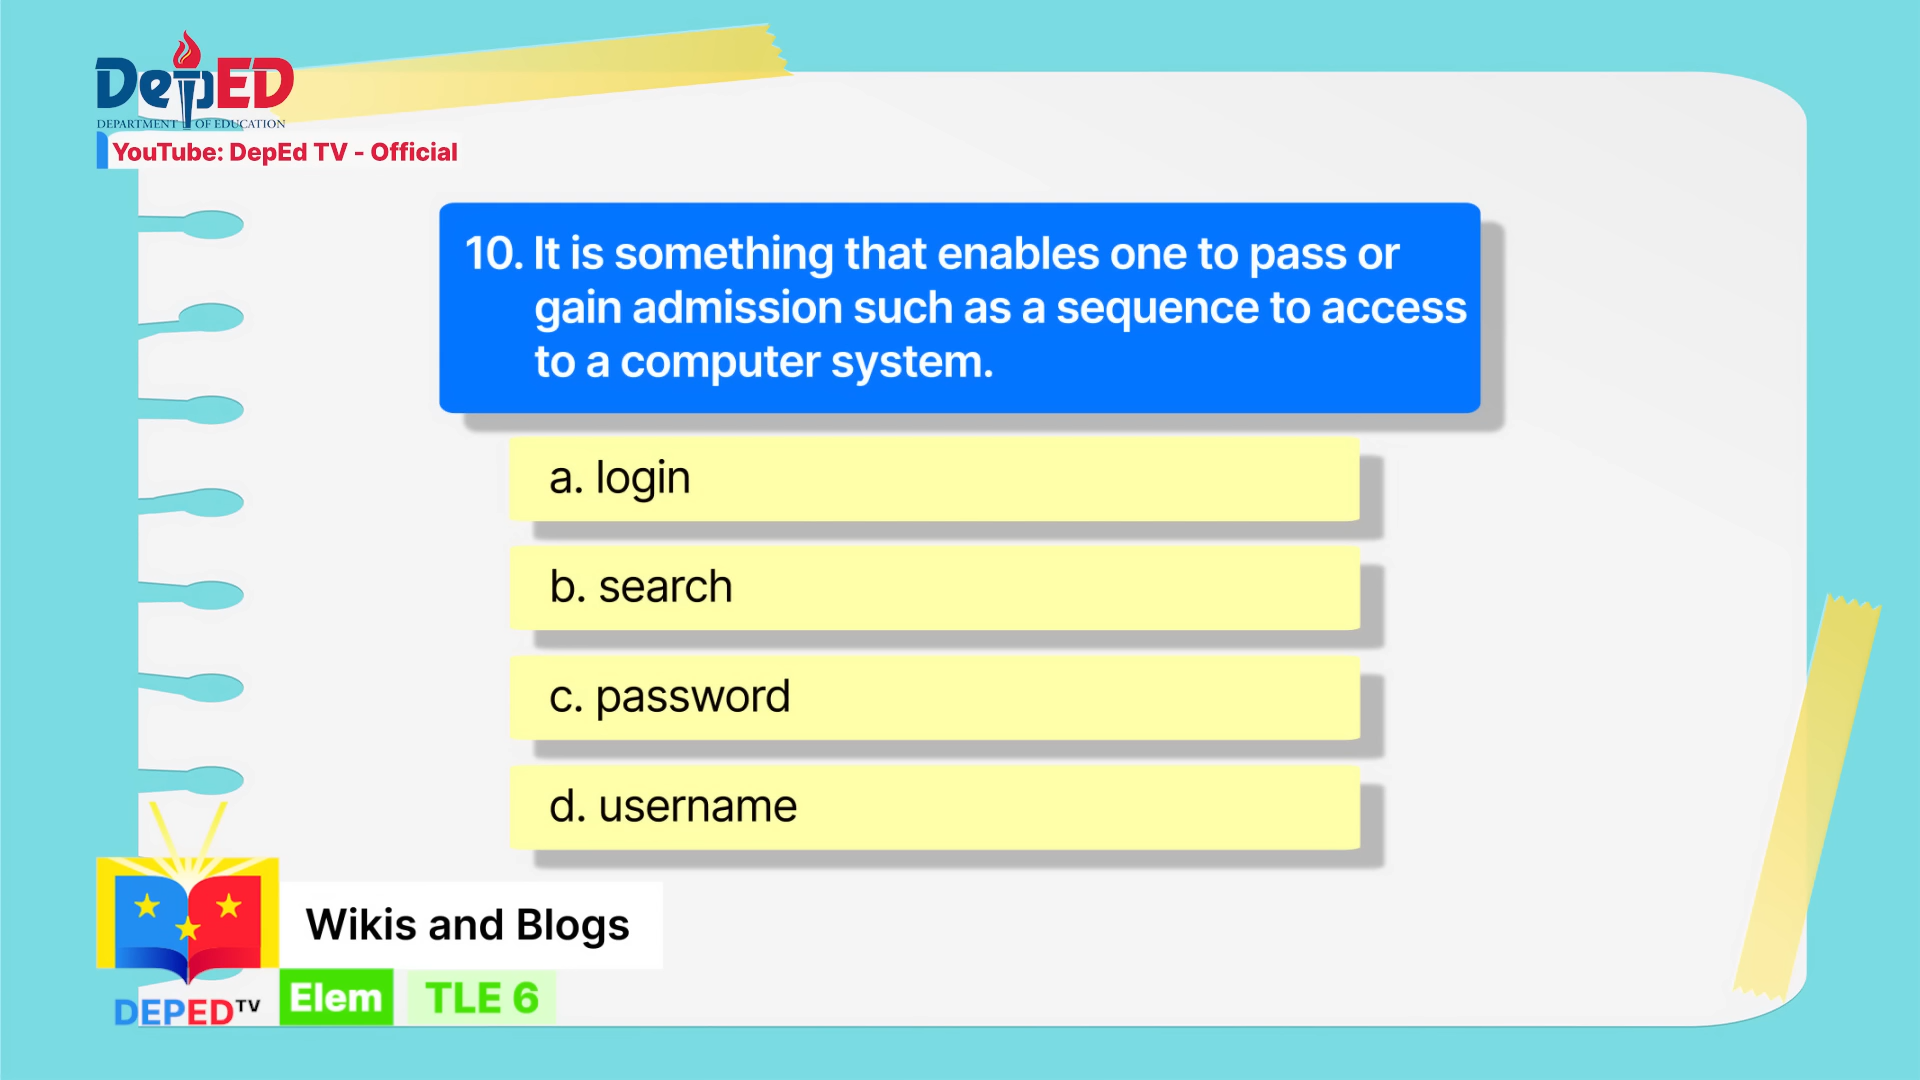 DepED
DEPARTMENT OF EDUCATION
YouTube: DepEd TV - Official
10. It is something that enables one to pass or
gain admission such as a sequence to access
to a computer system.
a. login
b. search
c. password
d. username
Wikis and Blogs
DEPED TV
Elem TLE 6